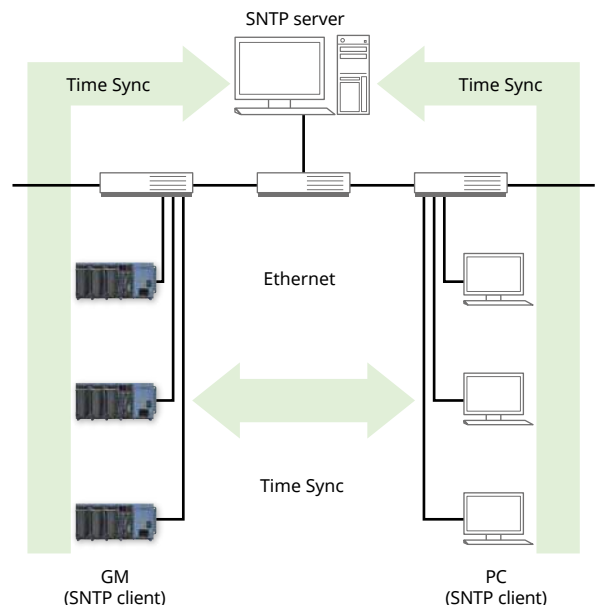 SNTP server
Time Sync
Time Sync
Ethernet
Time Sync
GM
(SNTP client)
PC
(SNTP client)